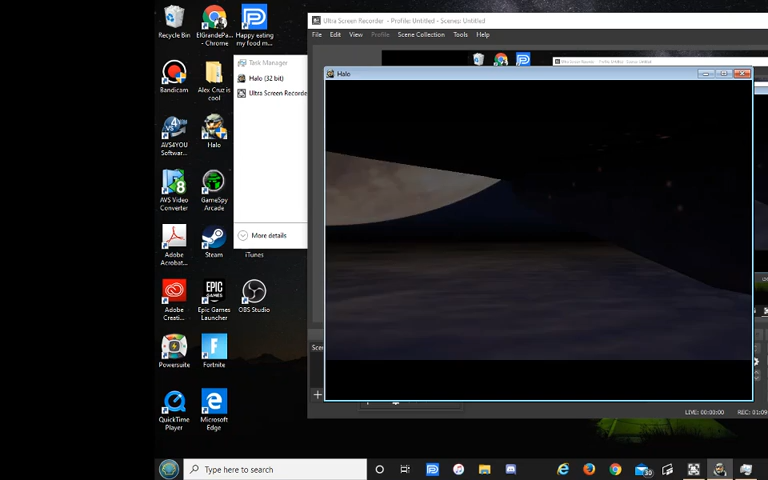 Recycle Bin
ElGrandePa...
- Chrome
Happy eating
my food m...
Bandicam
Alex Cruz is
cool
AVS4YOU
Softwar...
Halo
AVS Video
Converter
GameSpy
Arcade
Adobe
Acrobat...
Steam
iTunes
Adobe
Creati...
Epic Games
Launcher
OBS Studio
Powersuite
Fortnite
QuickTime
Player
Microsoft
Edge
Task Manager
Halo (32 bit)
Ultra Screen Recorde
More details
Ultra Screen Recorder - Profile: Untitled - Scenes: Untitled
File Edit View Profile Scene Collection Tools Help
Halo
Scen
LIVE: 00:00:00
REC: 01:09
Type here to search
30